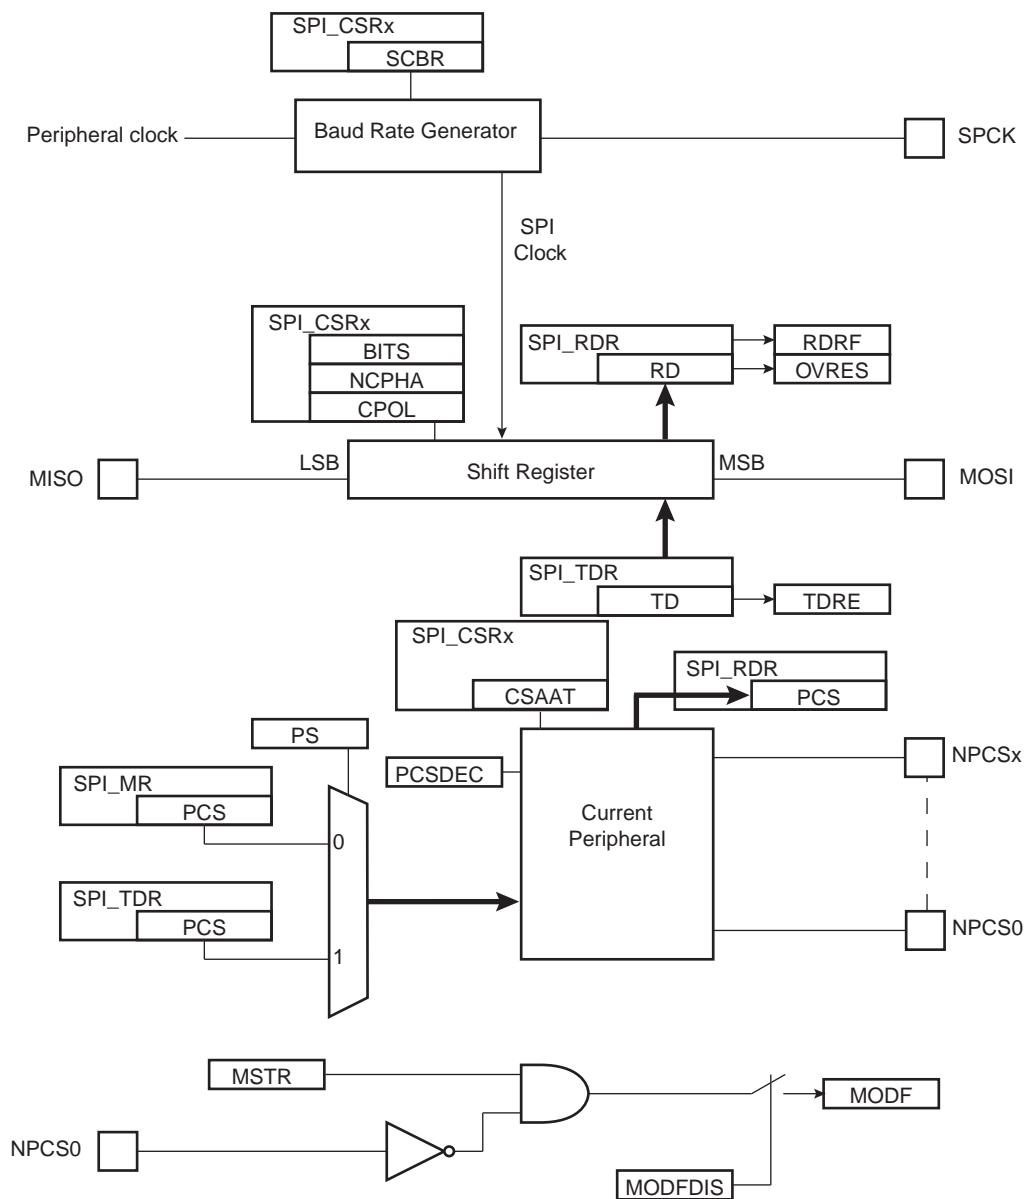 SPI_CSRx
SCBR
Peripheral clock
Baud Rate Generator
SPCK
SPI
Clock
SPI_CSRx
BITS
NCPHA
CPOL
SPI_RDR
RD
RDRF
OVRES
MISO
LSB
Shift Register
MSB
MOSI
SPI_TDR
TD
TDRE
SPI_CSRx
CSAAT
SPI_RDR
PCS
PS
PCSDEC
NPCSx
SPI_MR
PCS
0
Current
Peripheral
SPI_TDR
PCS
1
NPCS0
MSTR
MODF
NPCS0
MODFDIS